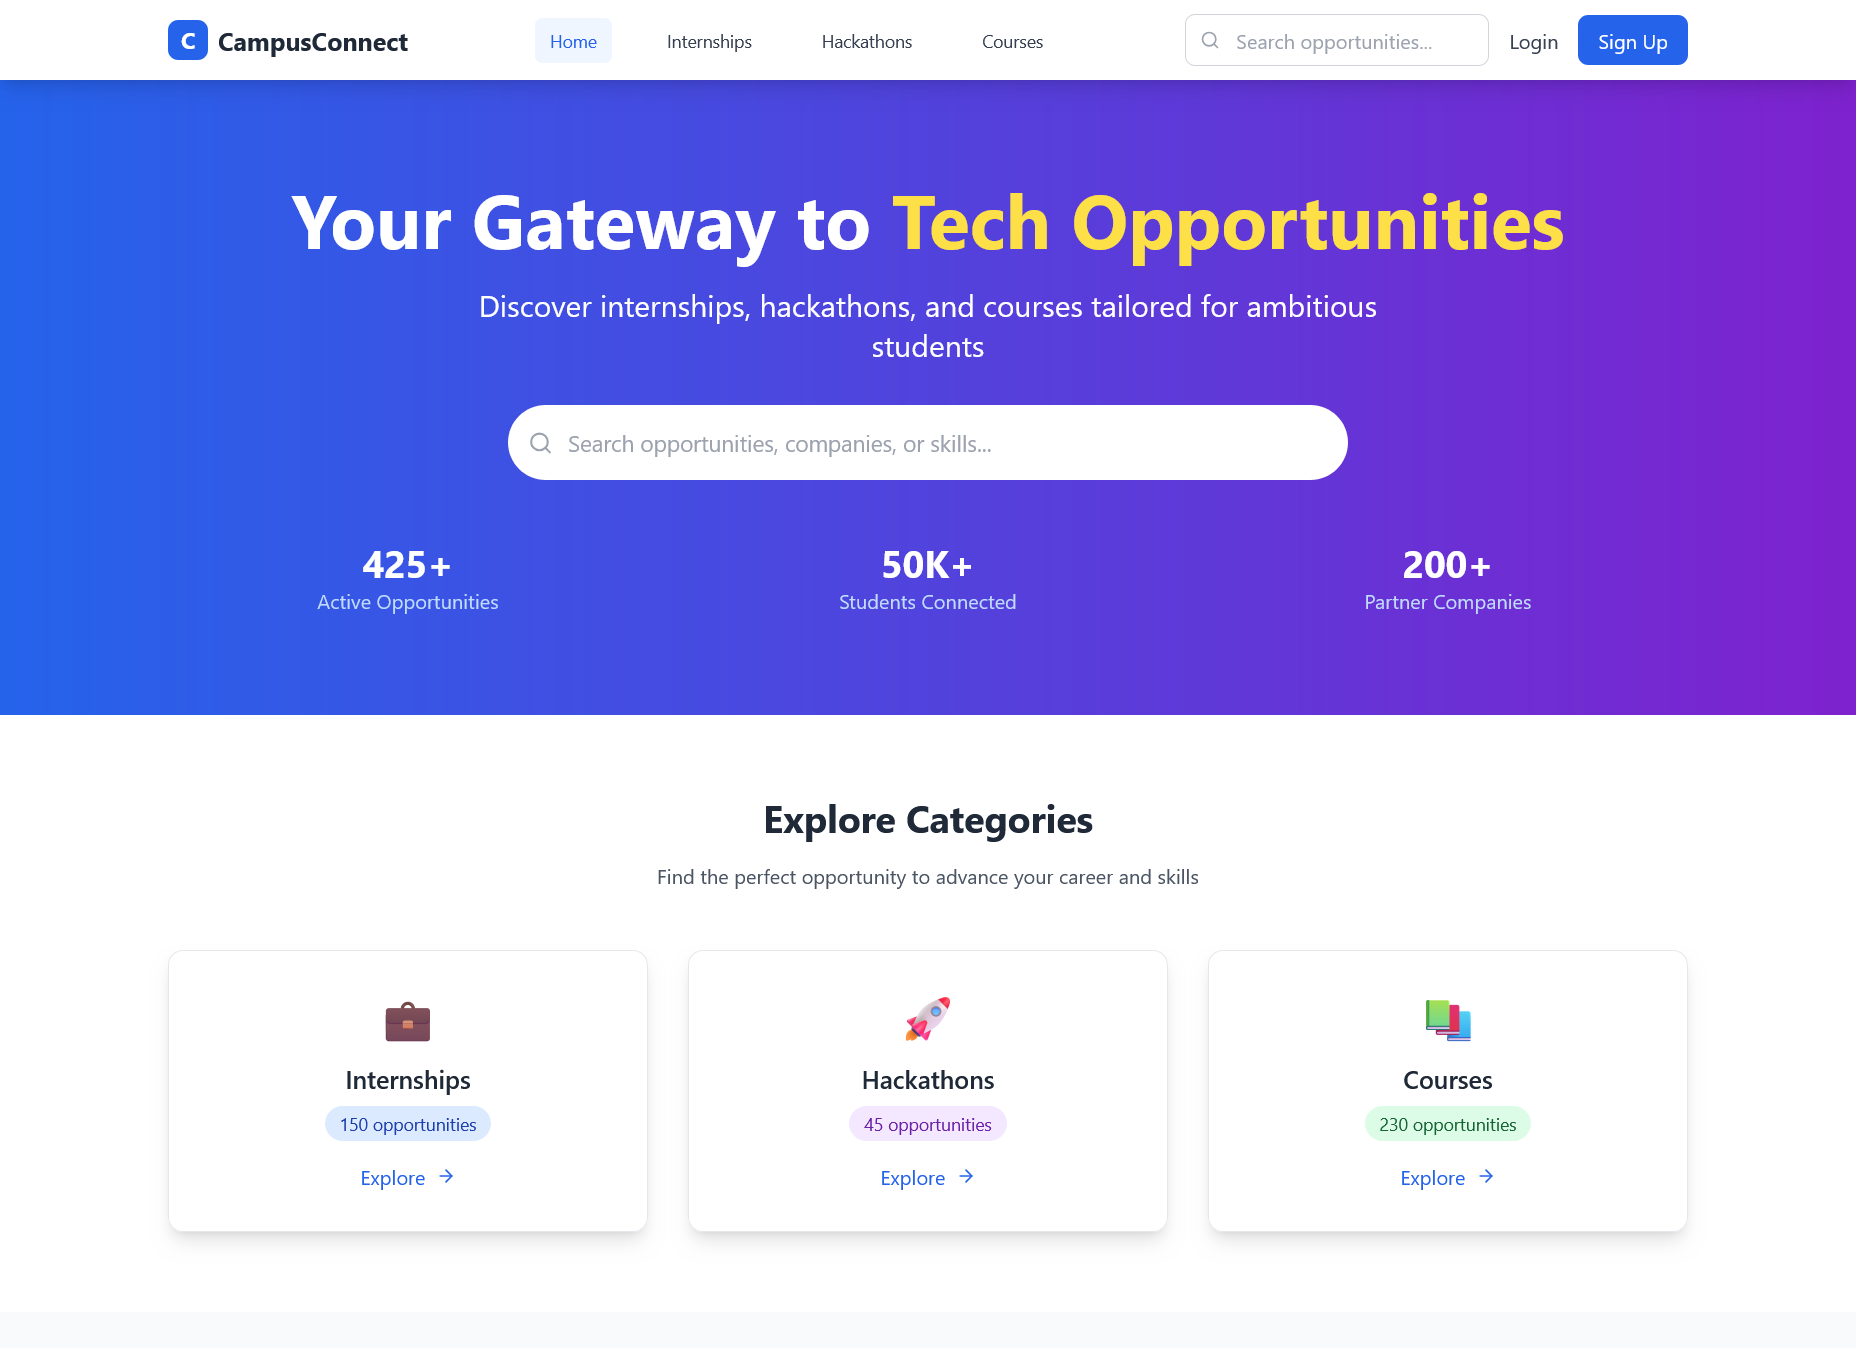 C CampusConnect
Home
Internships
Hackathons
Courses
Search opportunities...
Login
Sign Up
Your Gateway to Tech Opportunities
Discover internships, hackathons, and courses tailored for ambitious
students
Search opportunities, companies, or skills...
425+
Active Opportunities
50K+
Students Connected
200+
Partner Companies
Explore Categories
Find the perfect opportunity to advance your career and skills
Internships
150 opportunities
Explore →
Hackathons
45 opportunities
Explore →
Courses
230 opportunities
Explore →